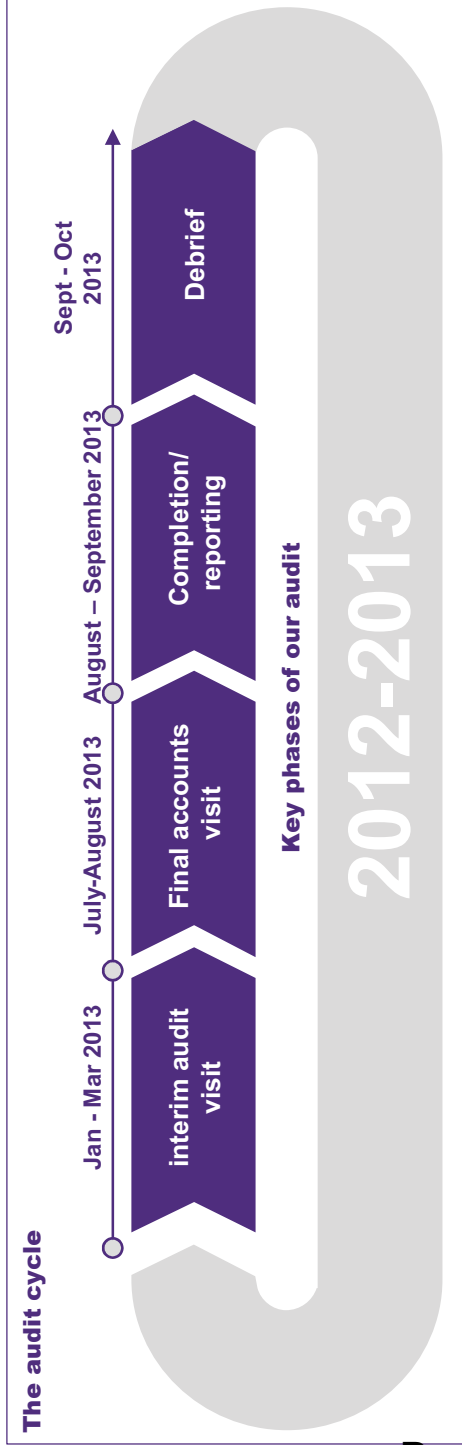 The audit cycle
Jan - Mar 2013
July-August 2013
August – September 2013
Sept - Oct
2013
interim audit
visit
Final accounts
visit
Completion/
reporting
Debrief
Key phases of our audit
2012-2013